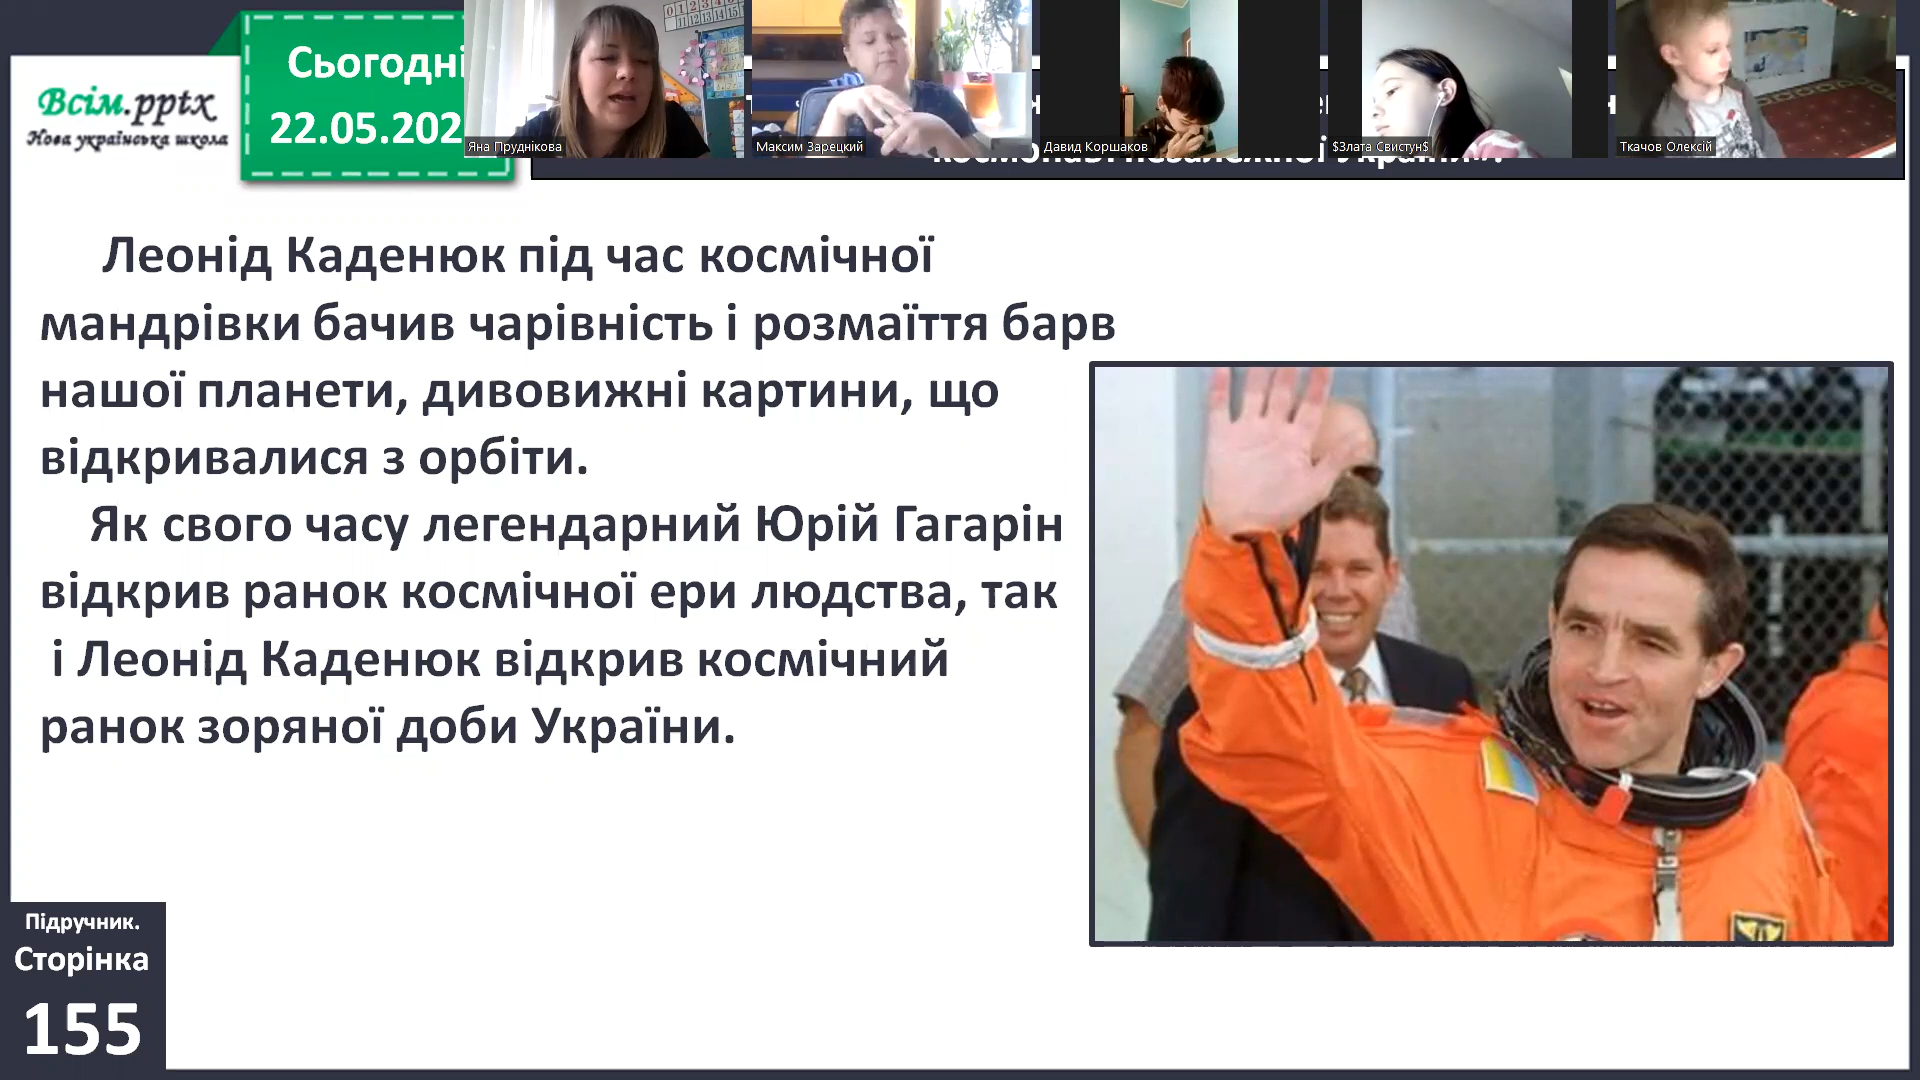 Всім.pptx
Нова українська школа
Сьогодні
22.05.202
Яна Пруднікова
Максим Зарецкий
Давид Коршаков
$Злата Свистун$
Ткачов Олексій
Леонід Каденюк під час космічної
мандрівки бачив чарівність і розмаїття барв
нашої планети, дивовижні картини, що
відкривалися з орбіти.
Як свого часу легендарний Юрій Гагарін
відкрив ранок космічної ери людства, так
і Леонід Каденюк відкрив космічний
ранок зоряної доби України.
Підручник.
Сторінка
155